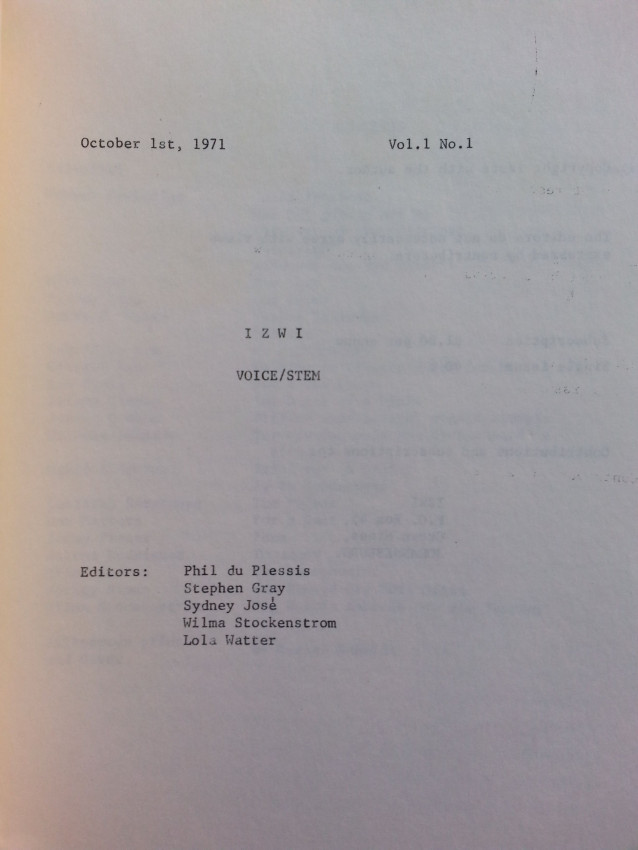 October 1st, 1971 Vol.1 No.1
I Z W I
VOICE/STEM
Editors: Phil du Plessis
Stephen Gray
Sydney José
Wilma Stockenstrom
Lola Watter